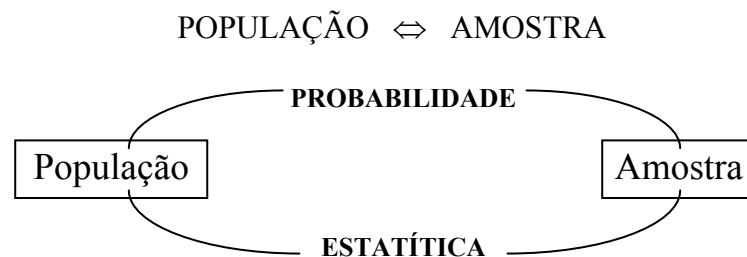 POPULAÇÃO ⇔ AMOSTRA
PROBABILIDADE
População Amostra
ESTATÍTICA